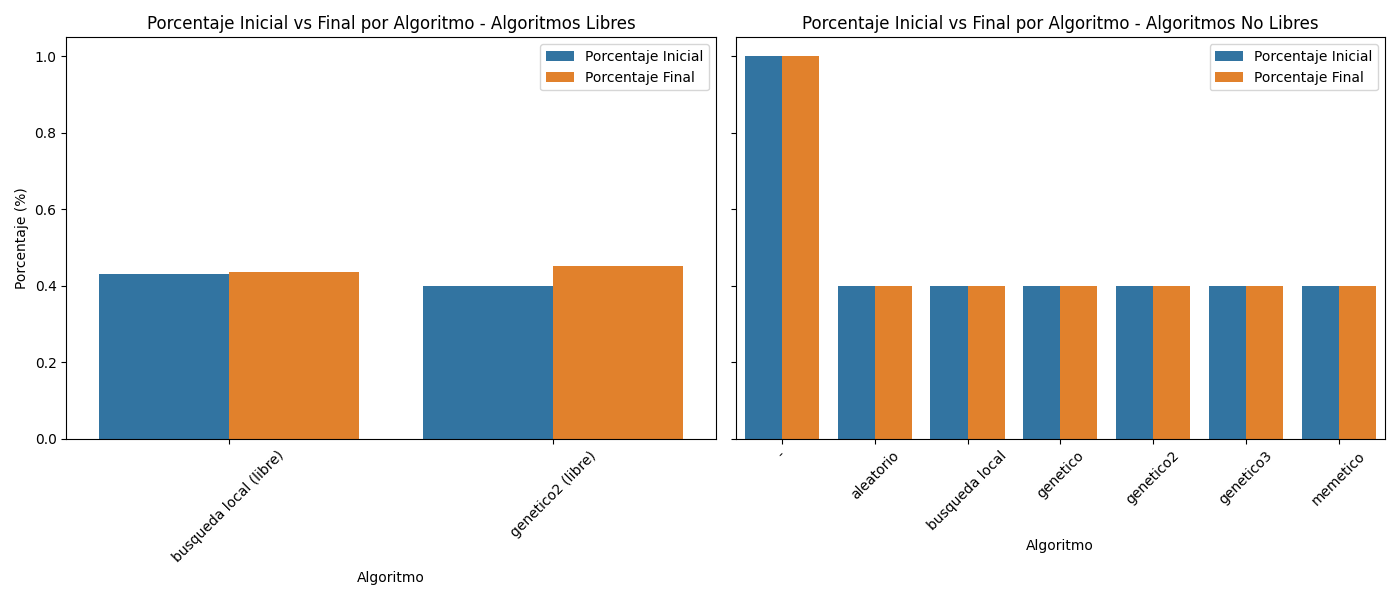 Porcentaje Inicial vs Final por Algoritmo - Algoritmos Libres
Porcentaje Inicial
Porcentaje Final
Porcentaje (%)
1.0
0.8
0.6
0.4
0.2
0.0
busqueda local (libre)
genetico2 (libre)
Algoritmo
Porcentaje Inicial vs Final por Algoritmo - Algoritmos No Libres
Porcentaje Inicial
Porcentaje Final
-
aleatorio
busqueda local
genetico
genetico2
genetico3
memetico
Algoritmo